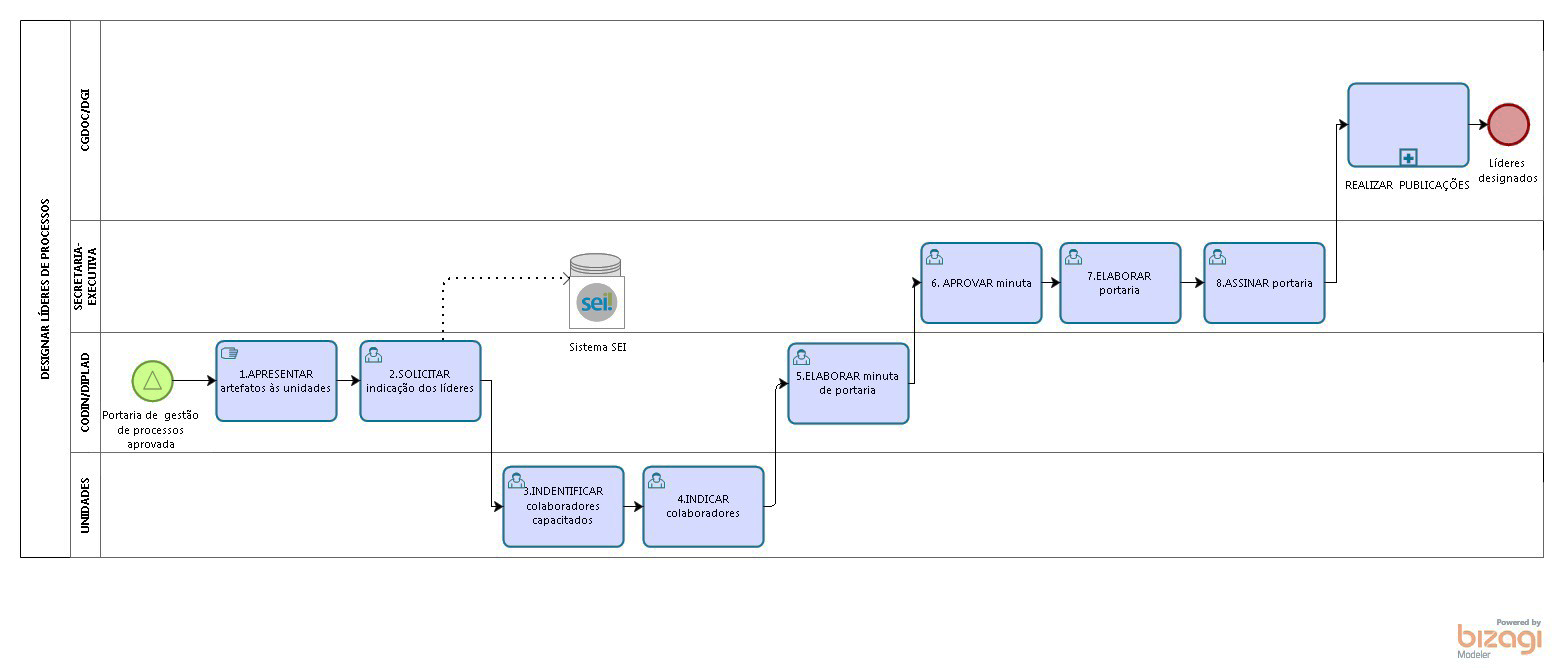 DESIGNAR LÍDERES DE PROCESSOS
CGDOC/DGI
REALIZAR PUBLICAÇÕES
Líderes
designados
SECRETARIA-
EXECUTIVA
sei!
Sistema SEI
6. APROVAR minuta
7.ELABORAR
portaria
8.ASSINAR portaria
CODIN/DIPLAD
Portaria de gestão
de processos
aprovada
1.APRESENTAR
artefatos às unidades
2.SOLICITAR
indicação dos líderes
5.ELABORAR minuta
de portaria
UNIDADES
3.INDENTIFICAR
colaboradores
capacitados
4.INDICAR
colaboradores
Powered by
bizagi
Modeler